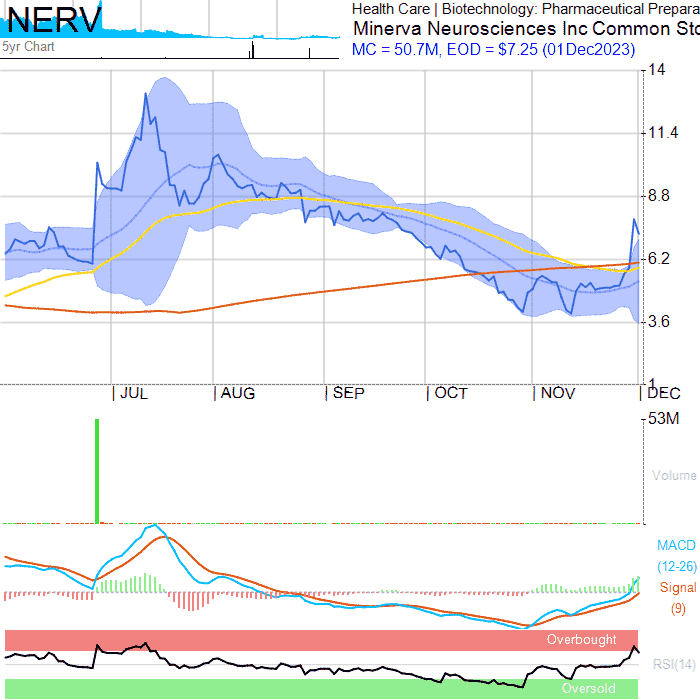 NERV
5yr Chart
Health Care | Biotechnology: Pharmaceutical Prepara
Minerva Neurosciences Inc Common Sto
MC = 50.7M, EOD = $7.25 (01Dec2023)
14
11.4
8.8
6.2
3.6
1
JUL
AUG
SEP
OCT
NOV
DEC
53M
Volume
MACD
(12-26)
Signal
(9)
Overbought
RSI(14)
Oversold